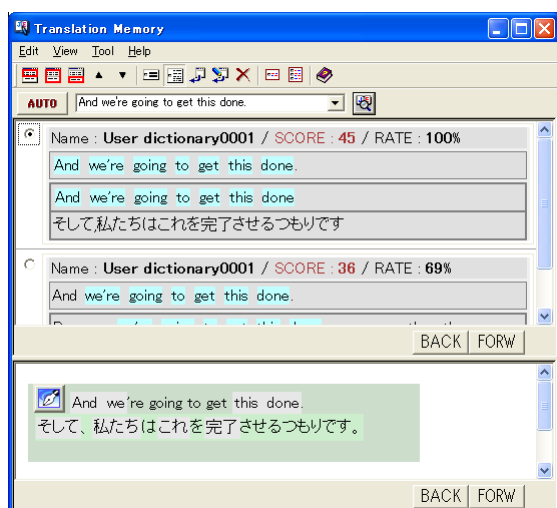 Translation Memory
Edit View Tool Help
AUTO And we're going to get this done.
Name : User dictionary0001 / SCORE : 45 / RATE : 100%
And we're going to get this done.
And we're going to get this done
そして,私たちはこれを完了させるつもりです
Name : User dictionary0001 / SCORE : 36 / RATE : 69%
And we're going to get this done.
BACK FORW
And we're going to get this done.
そして、私たちはこれを完了させるつもりです。
BACK FORW